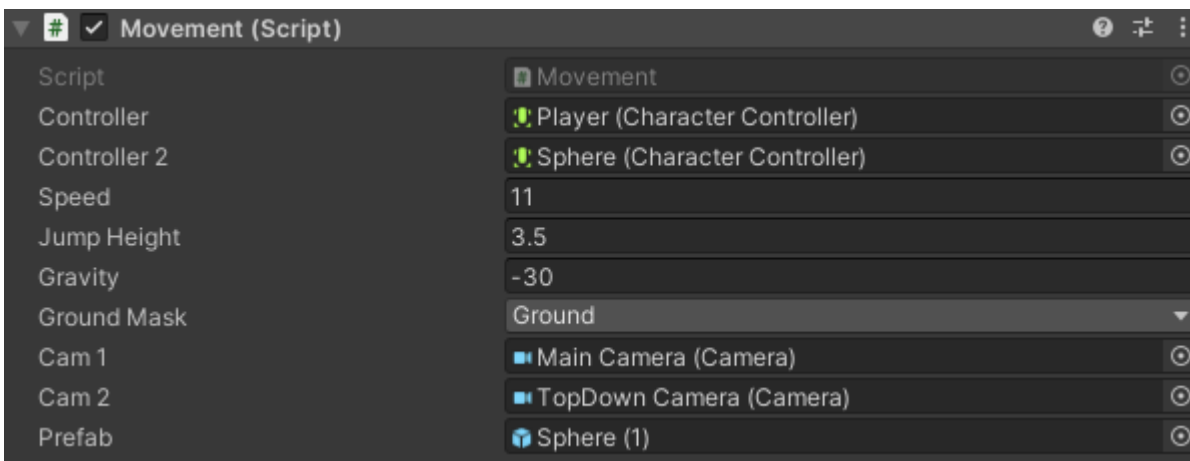 # Movement (Script)
Script Movement
Controller Player (Character Controller)
Controller 2 Sphere (Character Controller)
Speed 11
Jump Height 3.5
Gravity -30
Ground Mask Ground
Cam 1 Main Camera (Camera)
Cam 2 TopDown Camera (Camera)
Prefab Sphere (1)